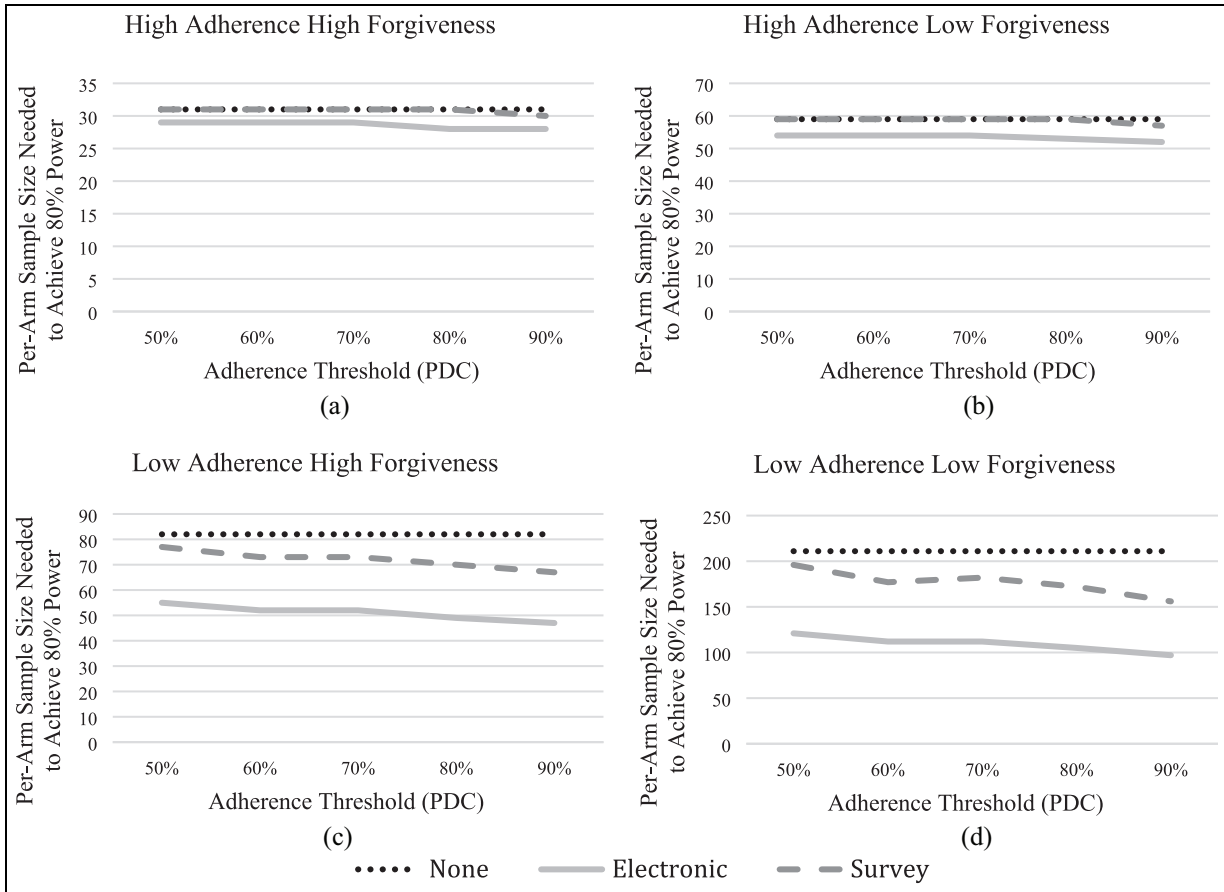 High Adherence High Forgiveness
Per-Arm Sample Size Needed
to Achieve 80% Power
35
30
25
20
15
10
5
0
50% 60% 70% 80% 90%
Adherence Threshold (PDC)
(a)
High Adherence Low Forgiveness
Per-Arm Sample Size Needed
to Achieve 80% Power
70
60
50
40
30
20
10
0
50% 60% 70% 80% 90%
Adherence Threshold (PDC)
(b)
Low Adherence High Forgiveness
Per-Arm Sample Size Needed
to Achieve 80% Power
90
80
70
60
50
40
30
20
10
0
50% 60% 70% 80% 90%
Adherence Threshold (PDC)
(c)
Low Adherence Low Forgiveness
Per-Arm Sample Size Needed
to Achieve 80% Power
250
200
150
100
50
0
50% 60% 70% 80% 90%
Adherence Threshold (PDC)
(d)
None Electronic Survey